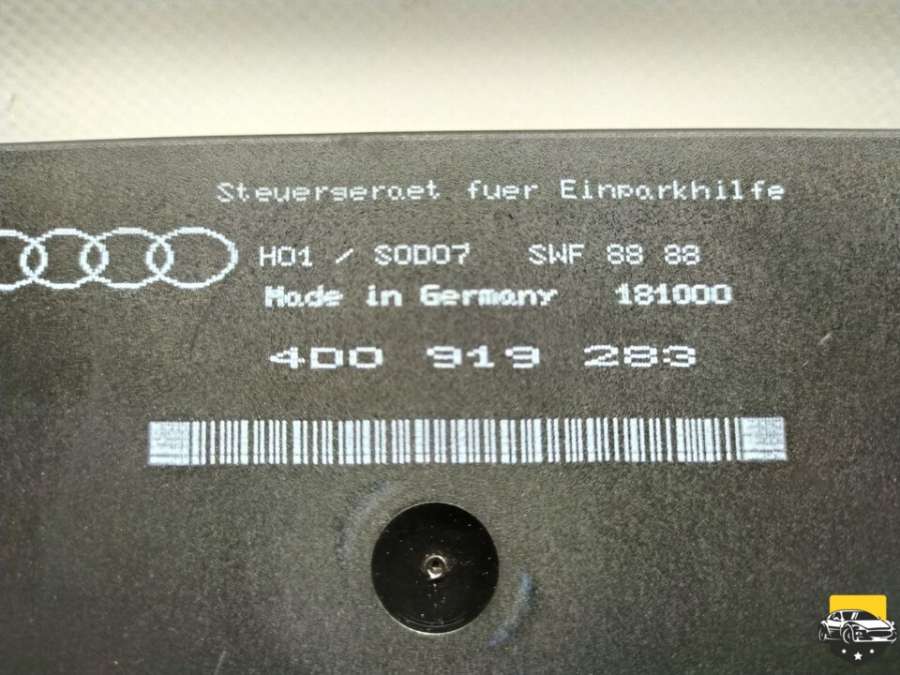 Steuergeraet fuer Einparkhilfe
H01 / S0D07 SWF 88 88
Made in Germany 181000
4D0 919 283